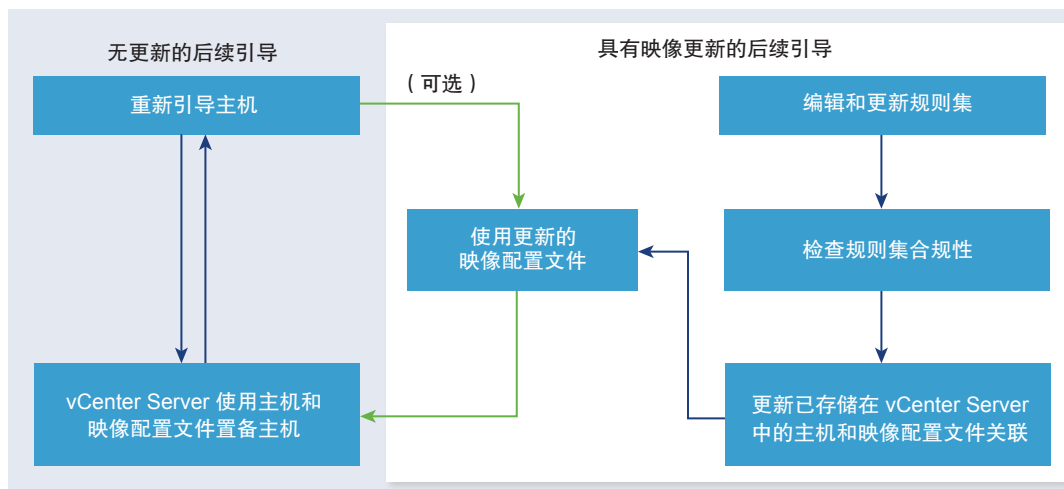 无更新的后续引导
具有映像更新的后续引导
重新引导主机
（可选）
编辑和更新规则集
使用更新的
映像配置文件
检查规则集合规性
vCenter Server 使用主机和
映像配置文件置备主机
更新已存储在 vCenter Server
中的主机和映像配置文件关联